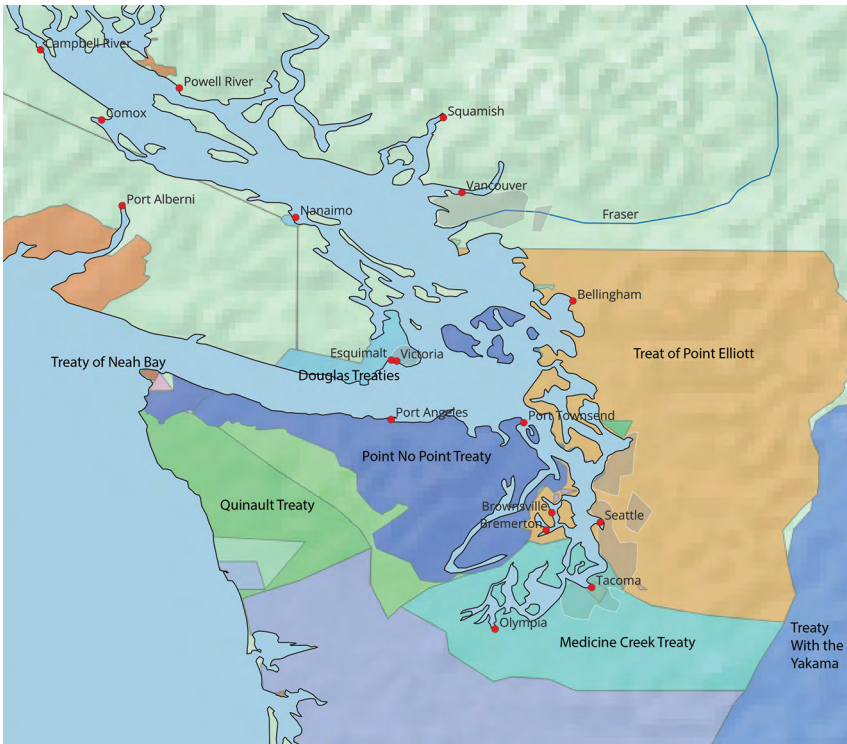 Campbell River
Powell River
Comox
Squamish
Vancouver
Port Alberni
Nanaimo
Fraser
Bellingham
Esquimalt
Victoria
Treat of Point Elliott
Treaty of Neah Bay
Douglas Treaties
Port Angeles
Port Townsend
Point No Point Treaty
Quinault Treaty
Brownsville
Seattle
Bremerton
Tacoma
Olympia
Medicine Creek Treaty
Treaty
With the
Yakama